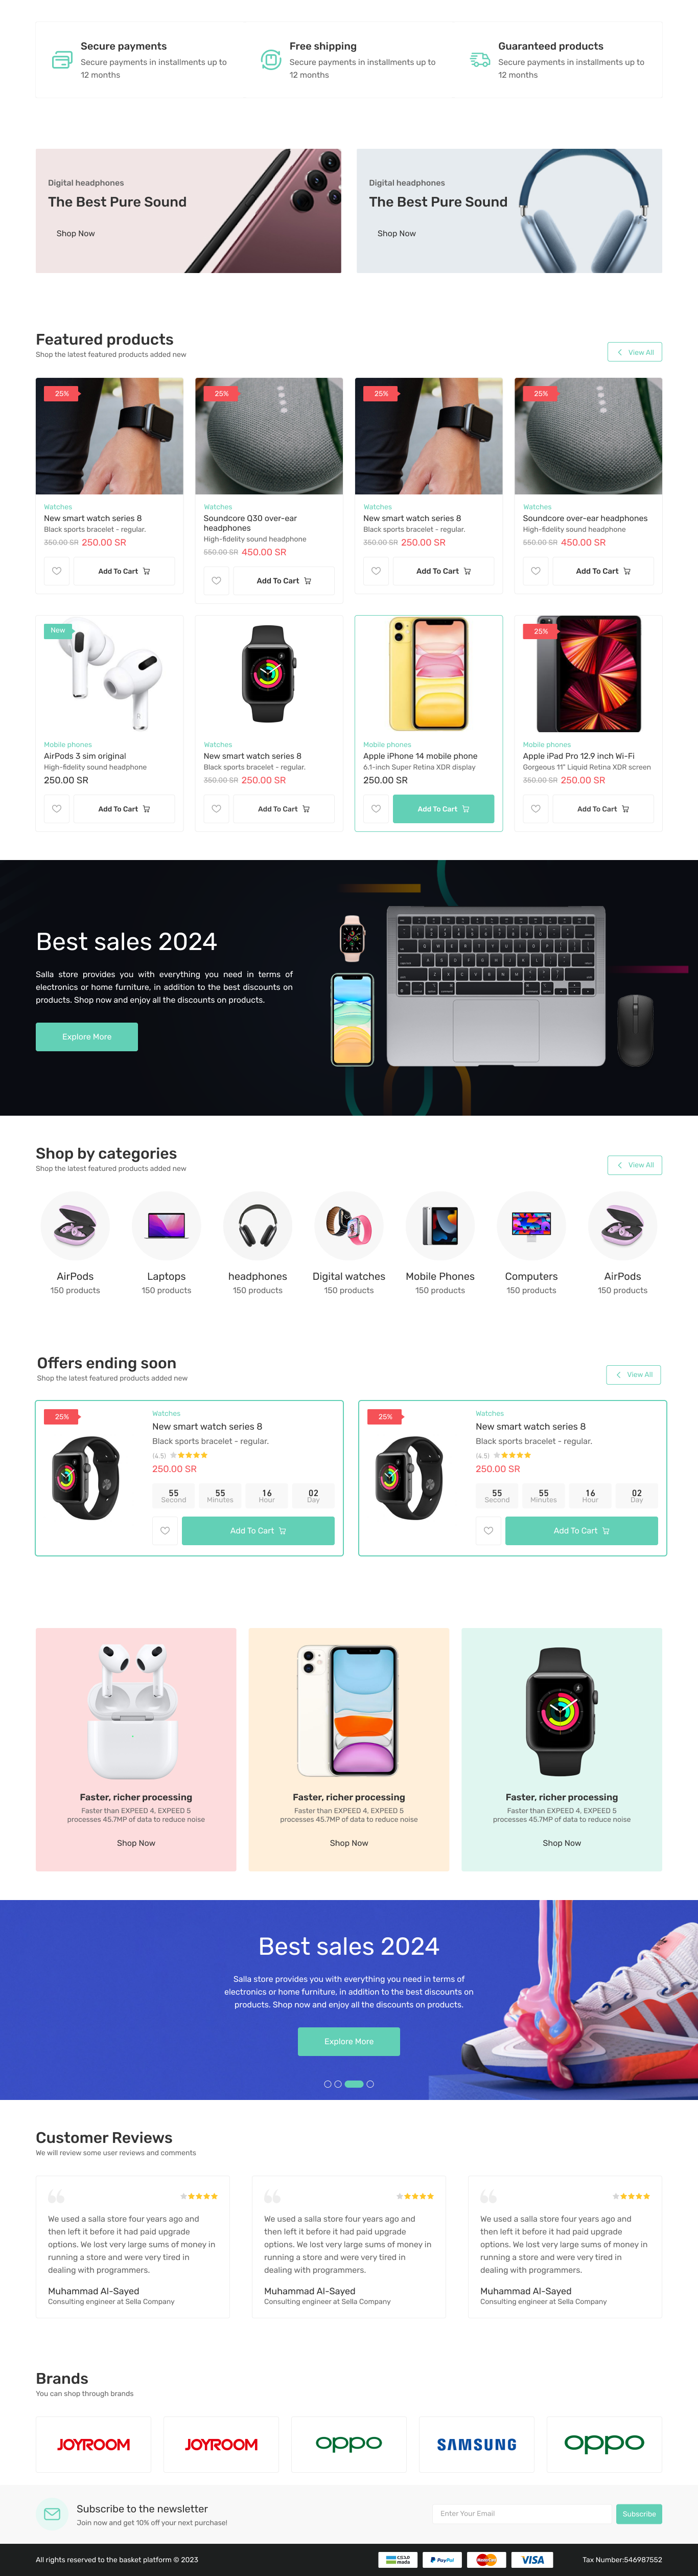 Secure payments
Secure payments in installments up to
12 months
Free shipping
Secure payments in installments up to
12 months
Guaranteed products
Secure payments in installments up to
12 months
Digital headphones
The Best Pure Sound
Shop Now
Digital headphones
The Best Pure Sound
Shop Now
Featured products
Shop the latest featured products added new
View All
25%
Watches
New smart watch series 8
Black sports bracelet - regular.
350.00 SR 250.00 SR
Add To Cart
25%
Watches
Soundcore Q30 over-ear
headphones
High-fidelity sound headphone
550.00 SR 450.00 SR
Add To Cart
25%
Watches
New smart watch series 8
Black sports bracelet - regular.
350.00 SR 250.00 SR
Add To Cart
25%
Watches
Soundcore over-ear headphones
High-fidelity sound headphone
550.00 SR 450.00 SR
Add To Cart
New
Mobile phones
AirPods 3 sim original
High-fidelity sound headphone
250.00 SR
Add To Cart
Watches
New smart watch series 8
Black sports bracelet - regular.
350.00 SR 250.00 SR
Add To Cart
Mobile phones
Apple iPhone 14 mobile phone
6.1-inch Super Retina XDR display
250.00 SR
Add To Cart
25%
Mobile phones
Apple iPad Pro 12.9 inch Wi-Fi
Gorgeous 11" Liquid Retina XDR screen
350.00 SR 250.00 SR
Add To Cart
Best sales 2024
Salla store provides you with everything you need in terms of
electronics or home furniture, in addition to the best discounts on
products. Shop now and enjoy all the discounts on products.
Explore More
Shop by categories
Shop the latest featured products added new
View All
AirPods
150 products
Laptops
150 products
headphones
150 products
Digital watches
150 products
Mobile Phones
150 products
Computers
150 products
AirPods
150 products
Offers ending soon
Shop the latest featured products added new
View All
25%
Watches
New smart watch series 8
Black sports bracelet - regular.
(4.5)
250.00 SR
55 55 16 02
Second Minutes Hour Day
Add To Cart
25%
Watches
New smart watch series 8
Black sports bracelet - regular.
(4.5)
250.00 SR
55 55 16 02
Second Minutes Hour Day
Add To Cart
Faster, richer processing
Faster than EXPEED 4, EXPEED 5
processes 45.7MP of data to reduce noise
Shop Now
Faster, richer processing
Faster than EXPEED 4, EXPEED 5
processes 45.7MP of data to reduce noise
Shop Now
Faster, richer processing
Faster than EXPEED 4, EXPEED 5
processes 45.7MP of data to reduce noise
Shop Now
Best sales 2024
Salla store provides you with everything you need in terms of
electronics or home furniture, in addition to the best discounts on
products. Shop now and enjoy all the discounts on products.
Explore More
Customer Reviews
We will review some user reviews and comments
We used a salla store four years ago and
then left it before it had paid upgrade
options. We lost very large sums of money in
running a store and were very tired in
dealing with programmers.
Muhammad Al-Sayed
Consulting engineer at Sella Company
We used a salla store four years ago and
then left it before it had paid upgrade
options. We lost very large sums of money in
running a store and were very tired in
dealing with programmers.
Muhammad Al-Sayed
Consulting engineer at Sella Company
We used a salla store four years ago and
then left it before it had paid upgrade
options. We lost very large sums of money in
running a store and were very tired in
dealing with programmers.
Muhammad Al-Sayed
Consulting engineer at Sella Company
Brands
You can shop through brands
JOYROOM
JOYROOM
oppo
SAMSUNG
oppo
Subscribe to the newsletter
Join now and get 10% off your next purchase!
Enter Your Email
Subscribe
All rights reserved to the basket platform © 2023
mada
PayPal
VISA
Tax Number:546987552